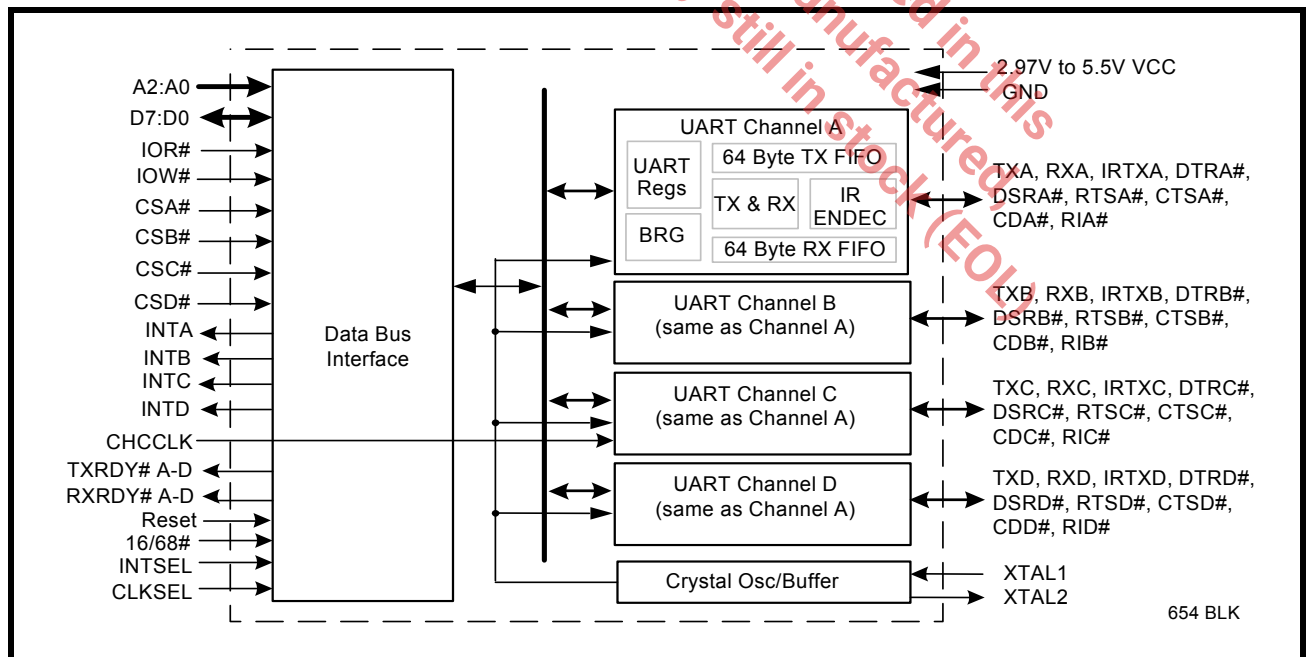 A2:A0
D7:D0
IOR#
IOW#
CSA#
CSB#
CSC#
CSD#
INTA
INTB
INTC
INTD
CHCCLK
TXRDY# A-D
RXRDY# A-D
Reset
16/68#
INTSEL
CLKSEL
Data Bus
Interface
UART Channel A
UART
Regs
BRG
64 Byte TX FIFO
TX & RX
IR
ENDEC
64 Byte RX FIFO
UART Channel B
(same as Channel A)
UART Channel C
(same as Channel A)
UART Channel D
(same as Channel A)
Crystal Osc/Buffer
2.97V to 5.5V VCC
GND
TXA, RXA, IRTXA, DTRA#,
DSRA#, RTSA#, CTSA#,
CDA#, RIA#
TXB, RXB, IRTXB, DTRB#,
DSRB#, RTSB#, CTSB#,
CDB#, RIB#
TXC, RXC, IRTXC, DTRC#,
DSRC#, RTSC#, CTSC#,
CDC#, RIC#
TXD, RXD, IRTXD, DTRD#,
DSRD#, RTSD#, CTSD#,
CDD#, RID#
XTAL1
XTAL2
654 BLK
in this
still in stock (EOL)